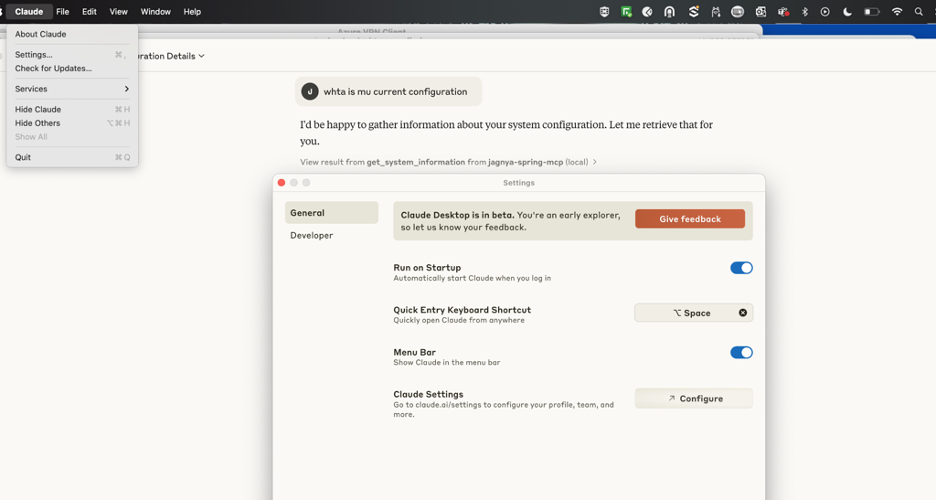 Claude File Edit View Window Help
About Claude
Settings... ⌘ ,
Check for Updates...
Services
Hide Claude ⌘ H
Hide Others ⌥ ⌘ H
Show All
Quit ⌘ Q
Azure VPN Client
uration Details
J whta is mu current configuration
I'd be happy to gather information about your system configuration. Let me retrieve that for
you.
View result from get_system_information from jagnya-spring-mcp (local)
Settings
General
Developer
Claude Desktop is in beta. You're an early explorer,
so let us know your feedback.
Give feedback
Run on Startup
Automatically start Claude when you log in
Quick Entry Keyboard Shortcut
Quickly open Claude from anywhere
⌥ Space
Menu Bar
Show Claude in the menu bar
Claude Settings
Go to claude.ai/settings to configure your profile, team, and
more.
Configure